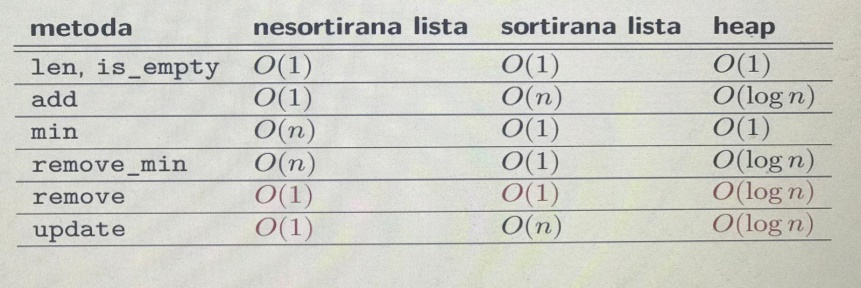 metoda nesortirana lista sortirana lista heap
len, is_empty O(1) O(1) O(1)
add O(1) O(n) O(log n)
min O(n) O(1) O(1)
remove_min O(n) O(1) O(log n)
remove O(1) O(1) O(log n)
update O(1) O(n) O(log n)